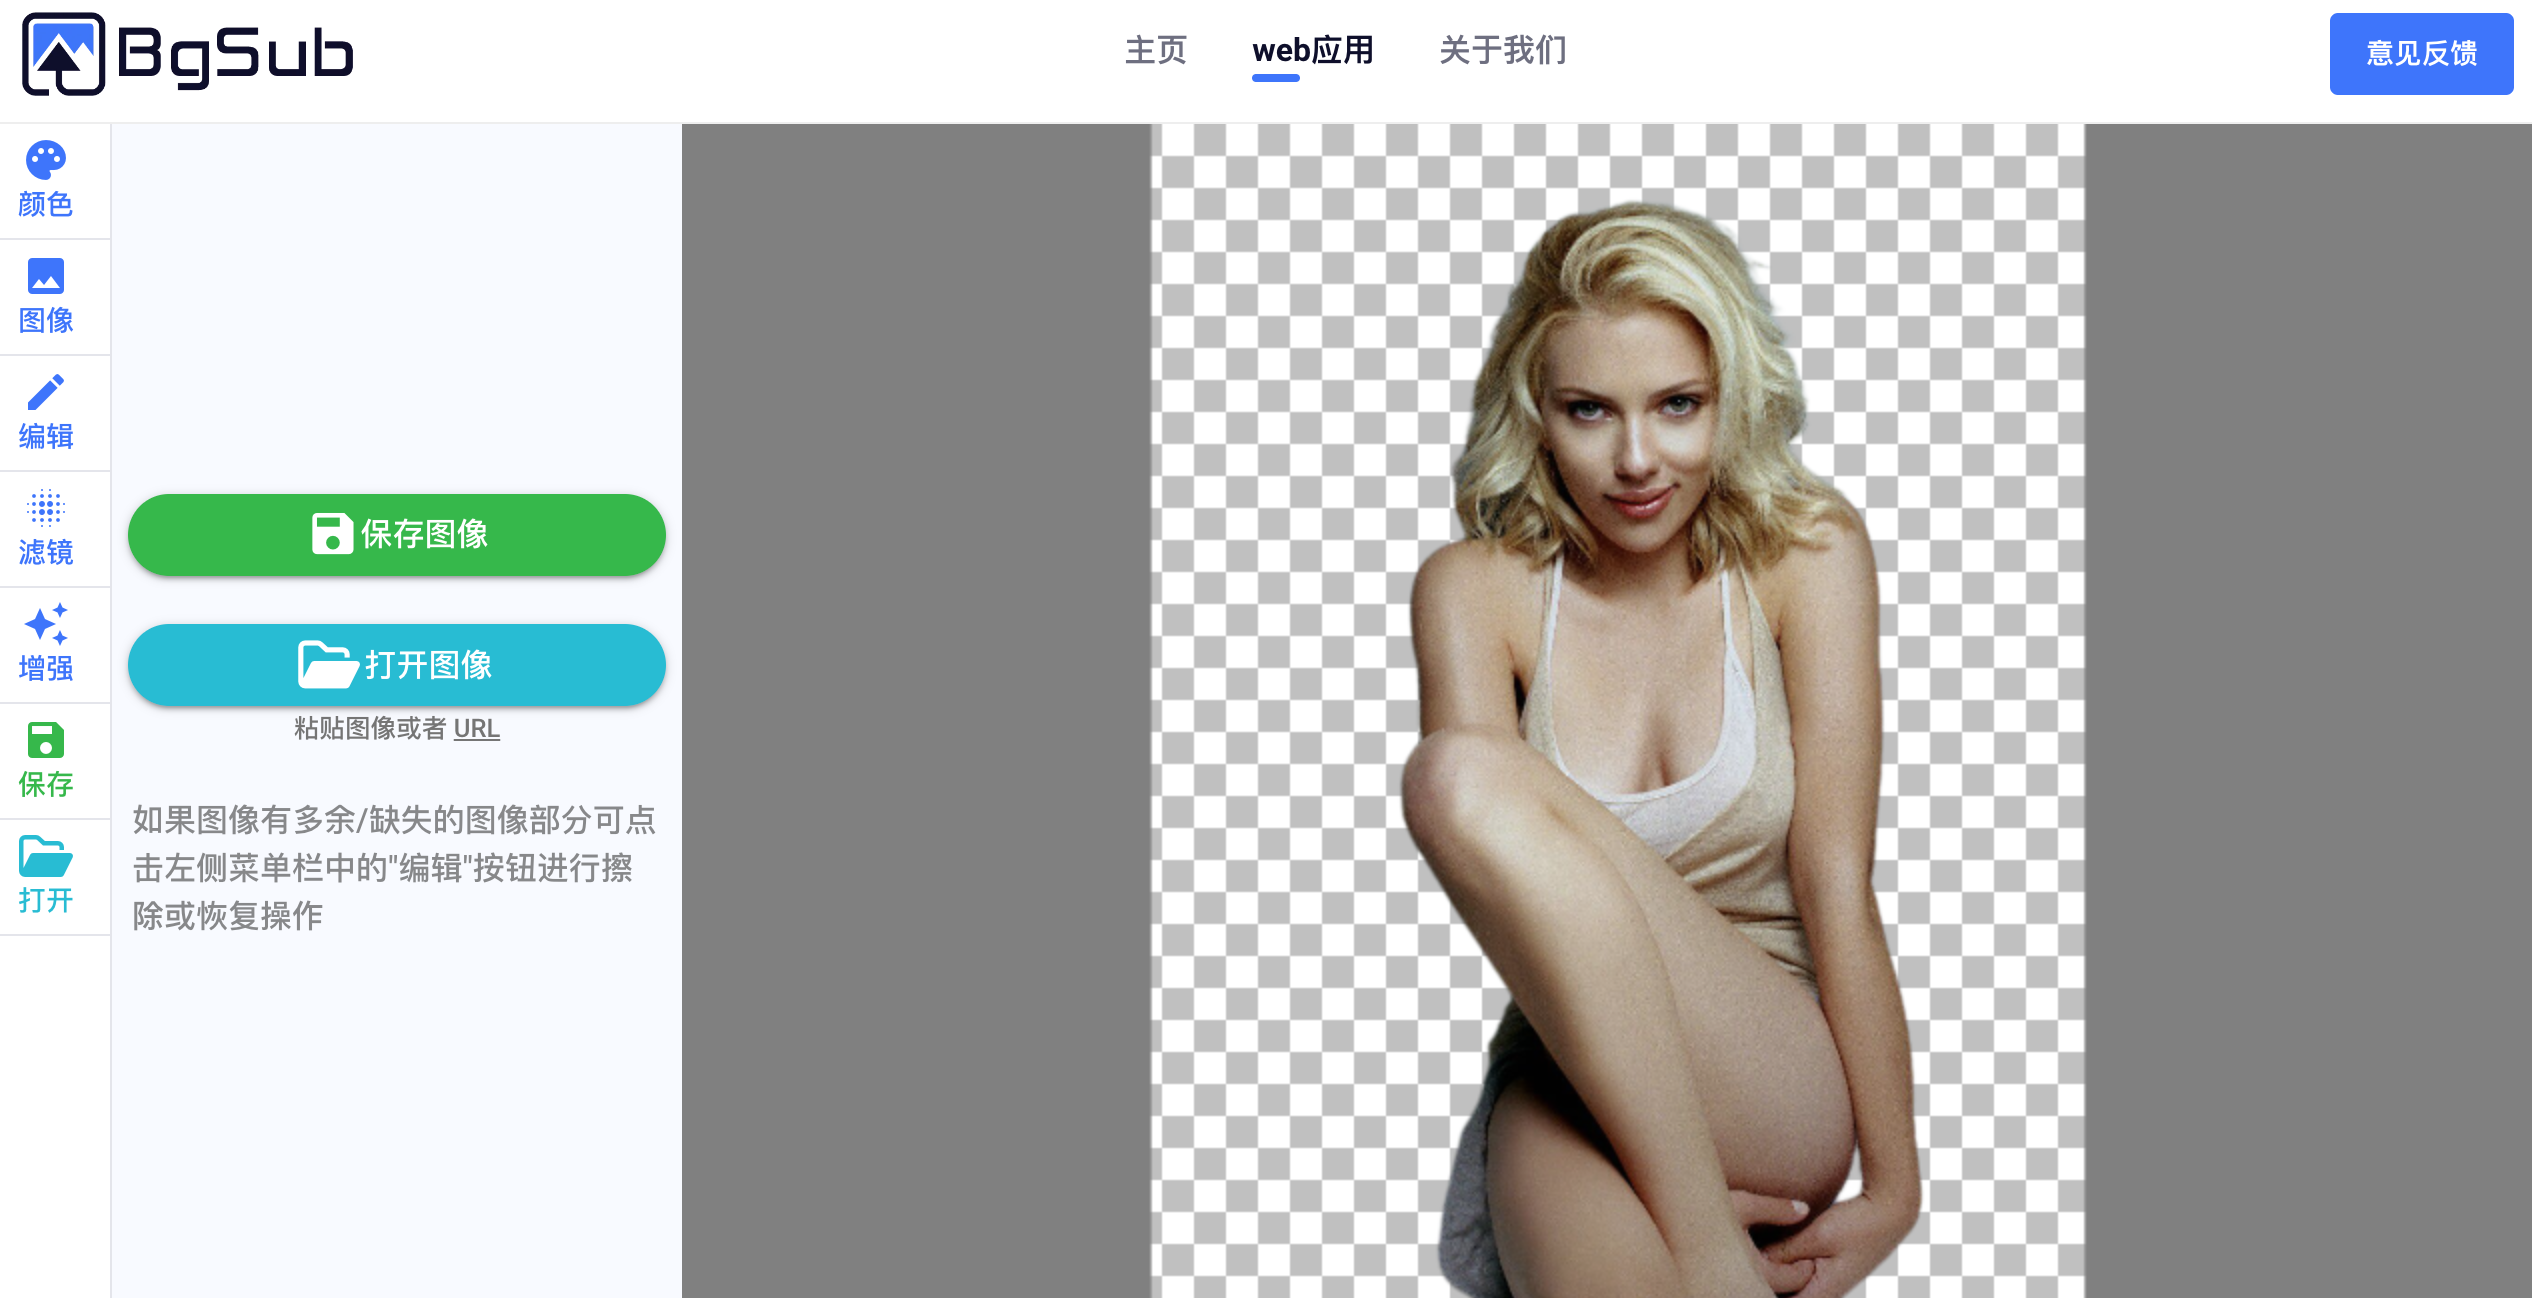 BgSub
主页
web应用
关于我们
意见反馈
颜色
图像
编辑
滤镜
增强
保存
打开
保存图像
打开图像
粘贴图像或者 URL
如果图像有多余/缺失的图像部分可点
击左侧菜单栏中的"编辑"按钮进行擦
除或恢复操作